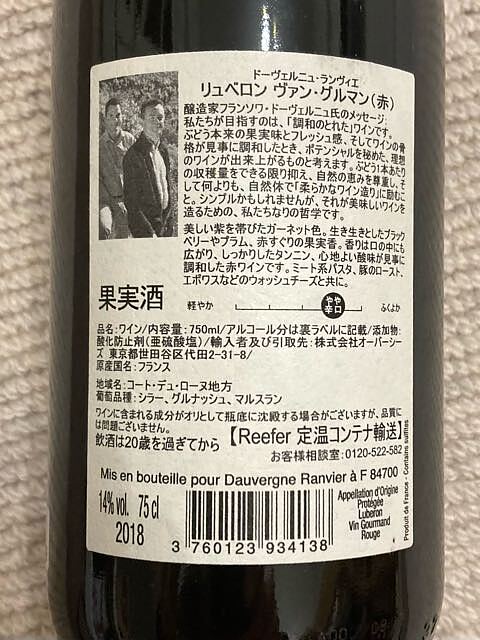 ドーヴェルニュ・ランヴィエ
リュベロン ヴァン・グルマン(赤)
醸造家フランソワ・ドーヴェルニュ氏のメッセージ:
私たちが目指すのは、「調和のとれた」ワインです。
ぶどう本来の果実味とフレッシュ感、そしてワインの骨
格が見事に調和したとき、ポテンシャルを秘めた、理想
のワインが出来上がるものと考えます。ぶどう1本あたり
の収穫量をできる限り抑え、自然の恵みを尊重し、そ
して何よりも、自然体で「柔らかなワイン造り」に励むこ
と。シンプルかもしれませんが、それが美味しいワインを
造るための、私たちなりの哲学です。
美しい紫を帯びたガーネット色。生き生きとしたブラック
ベリーやプラム、赤すぐりの果実香。香りは口の中にも
広がり、しっかりしたタンニン、心地よい酸味が見事に
調和した赤ワインです。ミート系パスタ、豚のロースト、
エポワスなどのウォッシュチーズと共に。
果実酒 軽やか やや辛口 ふくよか
品名:ワイン/内容量:750ml/アルコール分は裏ラベルに記載/添加物:
酸化防止剤(亜硫酸塩)/輸入者及び引取先:株式会社オーバーシー
ズ 東京都世田谷区代田2-31-8/
原産国名:フランス
地域名:コート・デュ・ローヌ地方
葡萄品種:シラー、グルナッシュ、マルスラン
ワインに含まれる成分がオリとして瓶底に沈殿する場合がございますが、品質に
は問題ございません。
飲酒は20歳を過ぎてから 【Reefer 定温コンテナ輸送】
お客様相談室:0120-522-582
Mis en bouteille pour Dauvergne Ranvier à F 84700
14% vol. 75 cl
2018
3 760123 934138
Appellation d'Origine
Protégée
Luberon
Vin Gourmand
Rouge
Produit de France - Contains sulfites